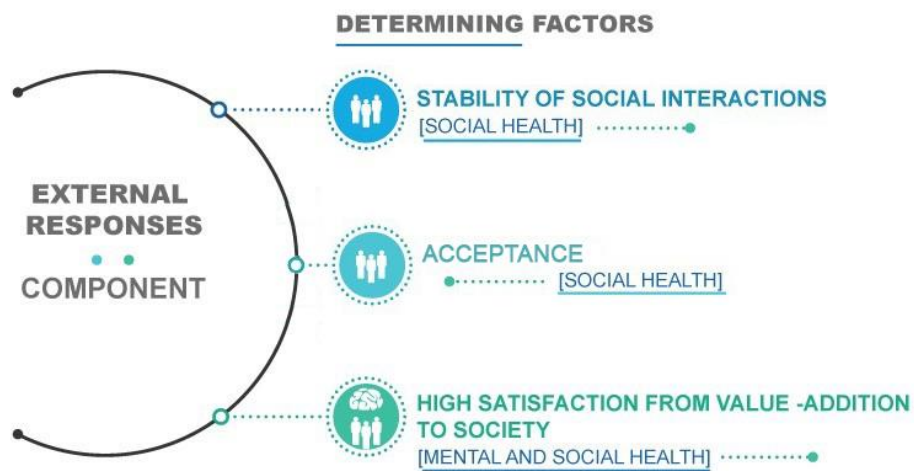 DETERMINING FACTORS
EXTERNAL
RESPONSES
COMPONENT
STABILITY OF SOCIAL INTERACTIONS
[SOCIAL HEALTH]
ACCEPTANCE
[SOCIAL HEALTH]
HIGH SATISFACTION FROM VALUE -ADDITION
TO SOCIETY
[MENTAL AND SOCIAL HEALTH]